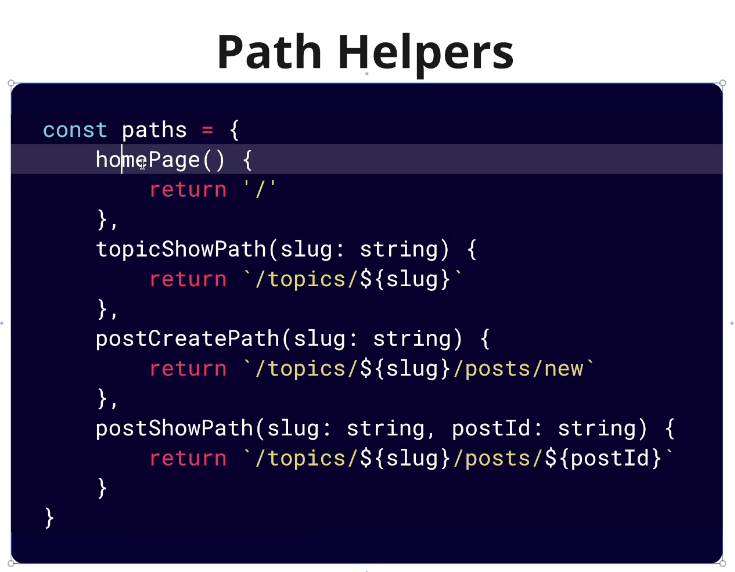 Path Helpers
const paths = {
    homePage() {
        return '/'
    },
    topicShowPath(slug: string) {
        return `/topics/${slug}`
    },
    postCreatePath(slug: string) {
        return `/topics/${slug}/posts/new`
    },
    postShowPath(slug: string, postId: string) {
        return `/topics/${slug}/posts/${postId}`
    }
}